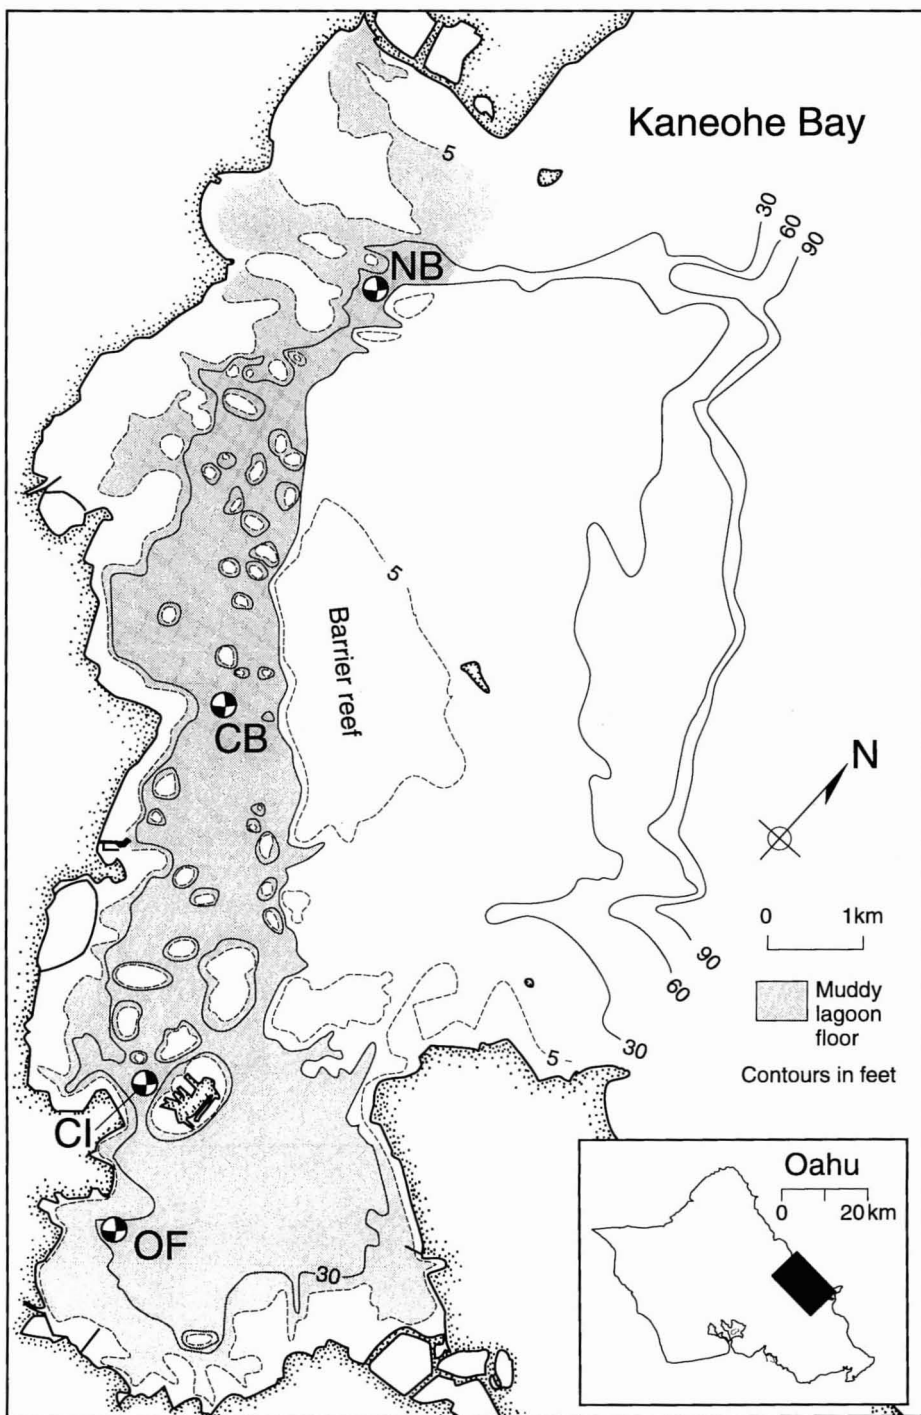 Kaneohe Bay
5
30
60
90
NB
5
Barrier reef
CB
N
0 1km
Muddy
lagoon
floor
Contours in feet
90
60
30
5
CI
OF
30
Oahu
0 20km